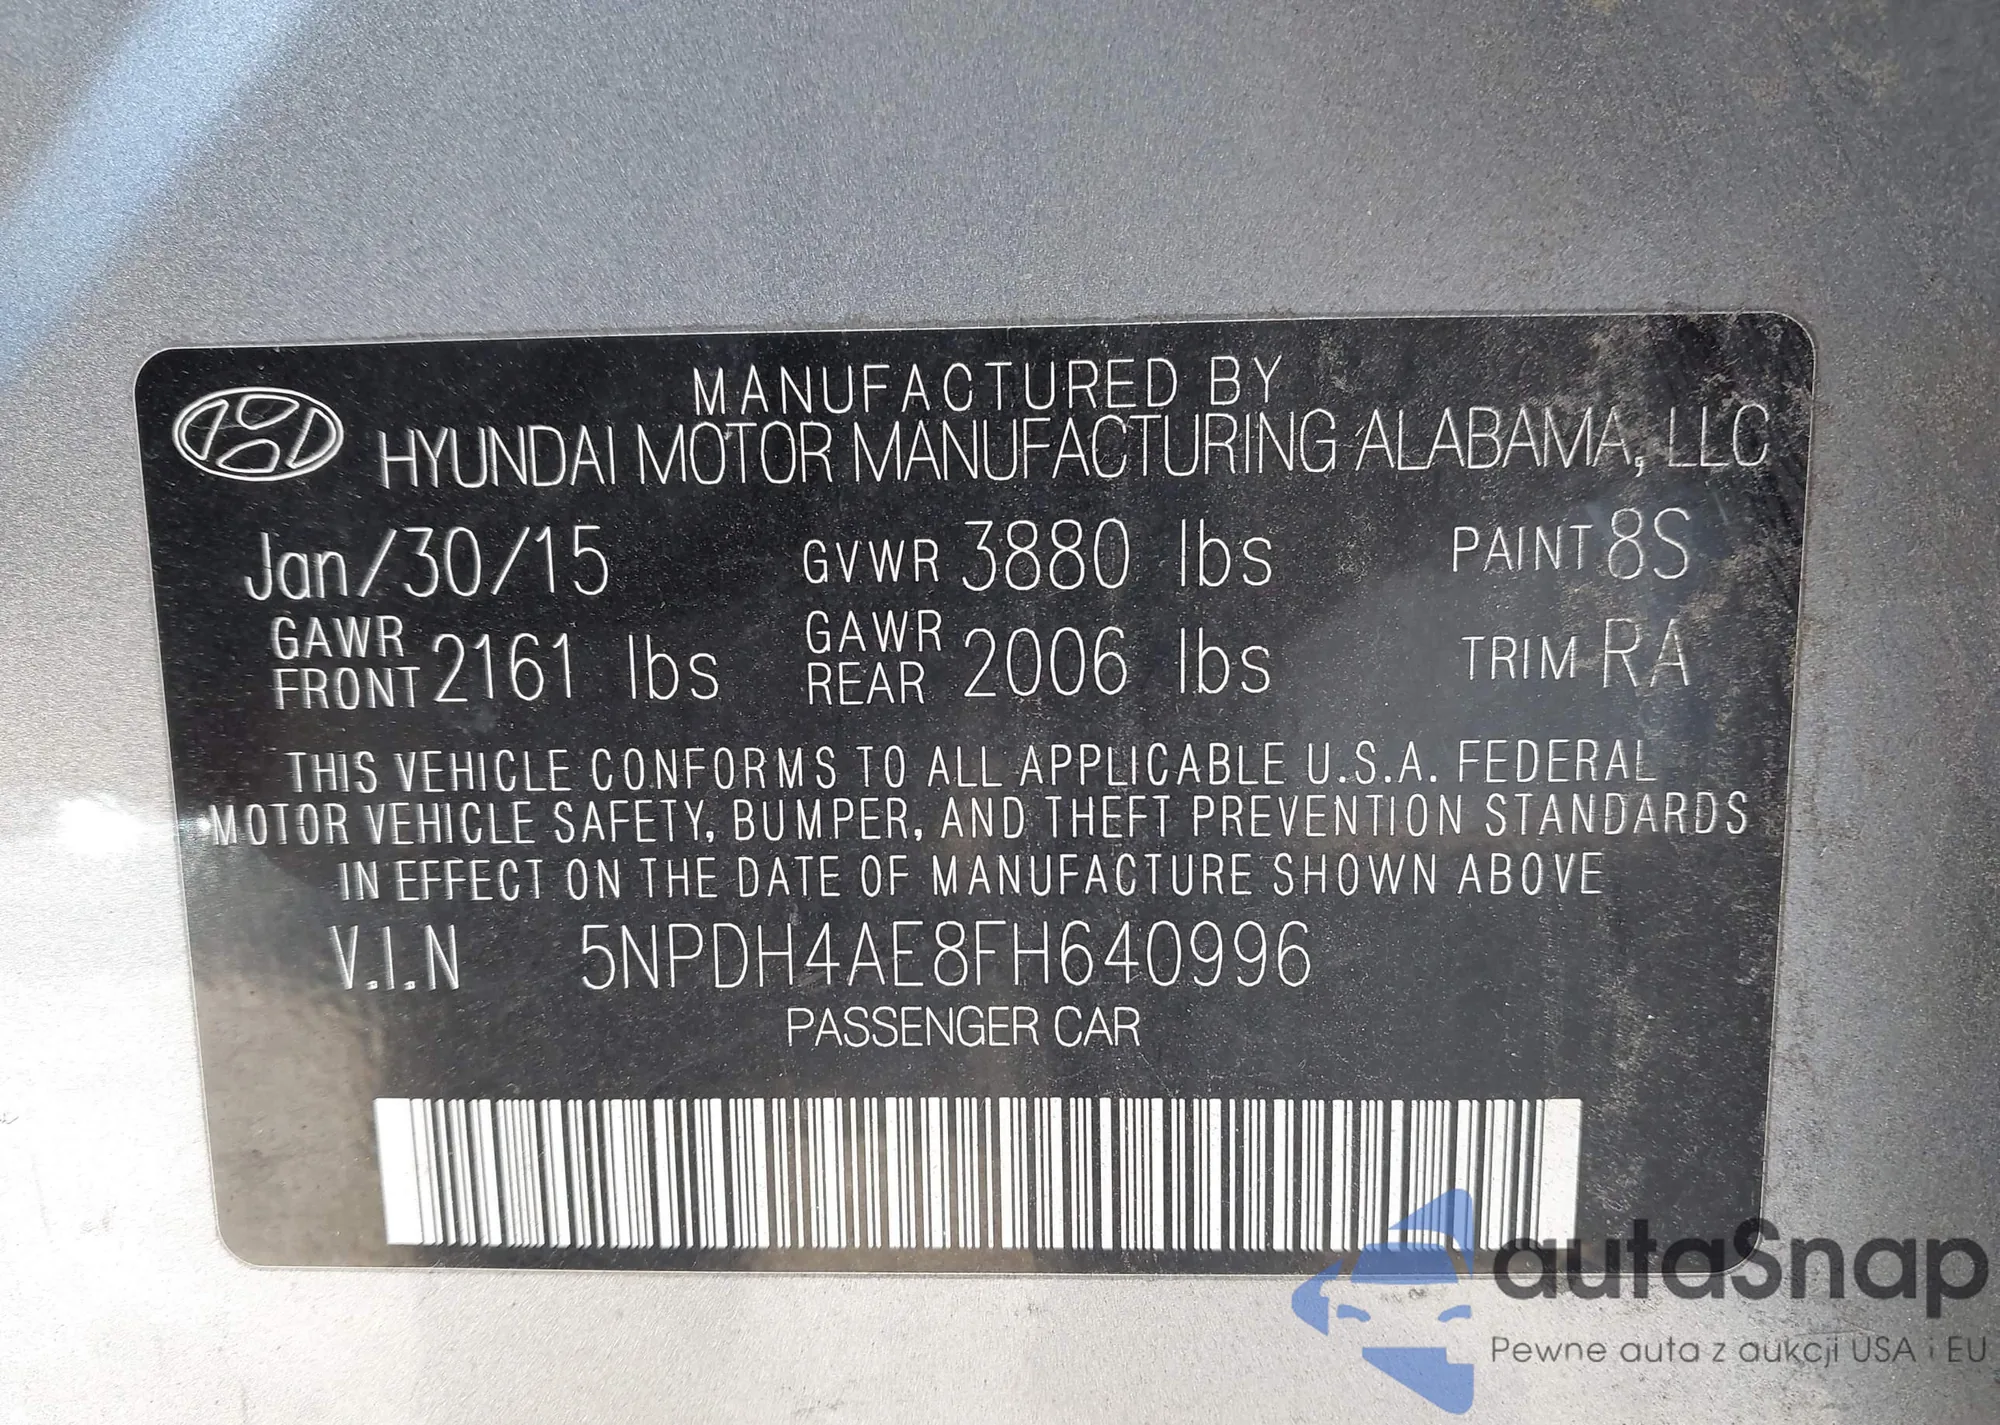 MANUFACTURED BY
HYUNDAI MOTOR MANUFACTURING ALABAMA, LLC
Jan/30/15 GVWR 3880 lbs PAINT 8S
GAWR FRONT 2161 lbs GAWR REAR 2006 lbs TRIM RA
THIS VEHICLE CONFORMS TO ALL APPLICABLE U.S.A. FEDERAL
MOTOR VEHICLE SAFETY, BUMPER, AND THEFT PREVENTION STANDARDS
IN EFFECT ON THE DATE OF MANUFACTURE SHOWN ABOVE
V.I.N 5NPDH4AE8FH640996
PASSENGER CAR
autaSnap
Pewne auta z aukcji USA i EU